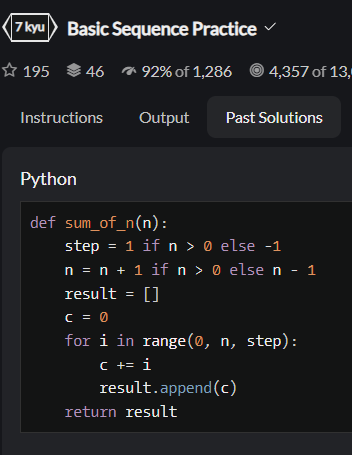 7 kyu Basic Sequence Practice
195 46 92% of 1,286 4,357 of 13,
Instructions Output Past Solutions
Python
def sum_of_n(n):
    step = 1 if n > 0 else -1
    n = n + 1 if n > 0 else n - 1
    result = []
    c = 0
    for i in range(0, n, step):
        c += i
        result.append(c)
    return result